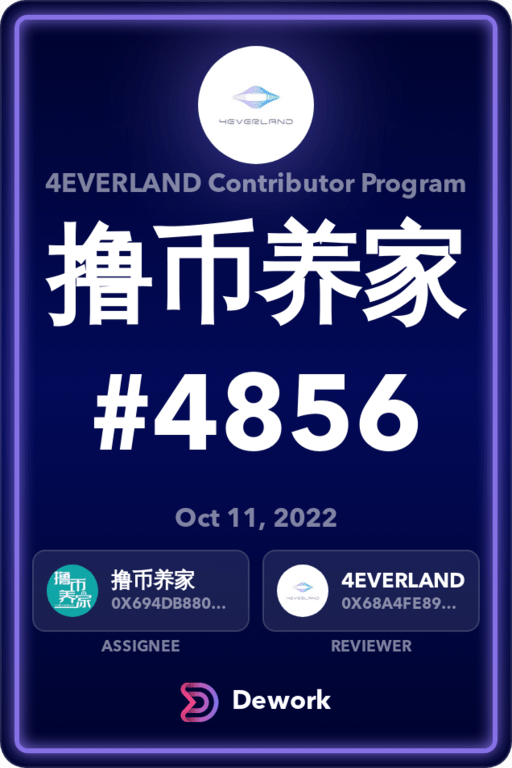 4EVERLAND
4EVERLAND Contributor Program
撸币养家
#4856
Oct 11, 2022
撸币
养家
撸币养家
0X694DB880...
ASSIGNEE
4EVERLAND
4EVERLAND
0X68A4FE89...
REVIEWER
Dework